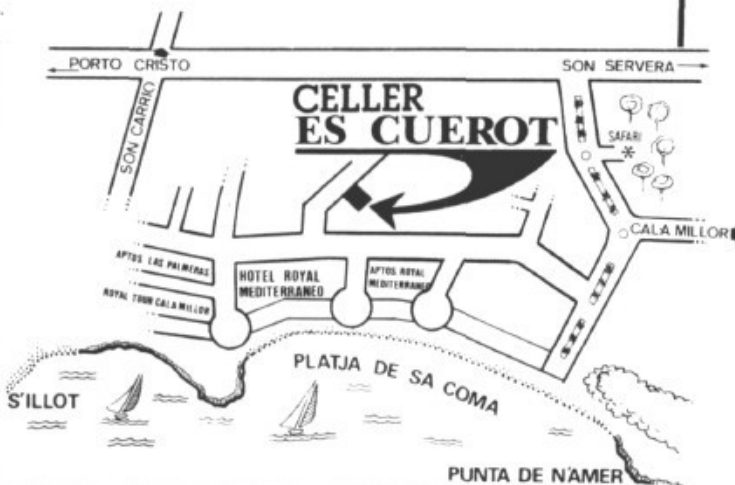 PORTO CRISTO
SON SERVERA
SON CARRIO
CELLER
ES CUEROT
SAFARI
CALA MILLOR
APTOS LAS PALMERAS
ROYAL TOUR CALA MILLOR
HOTEL ROYAL
MEDITERRANEO
APTOS ROYAL
MEDITERRANEO
PLATJA DE SA COMA
S'ILLOT
PUNTA DE N'AMER